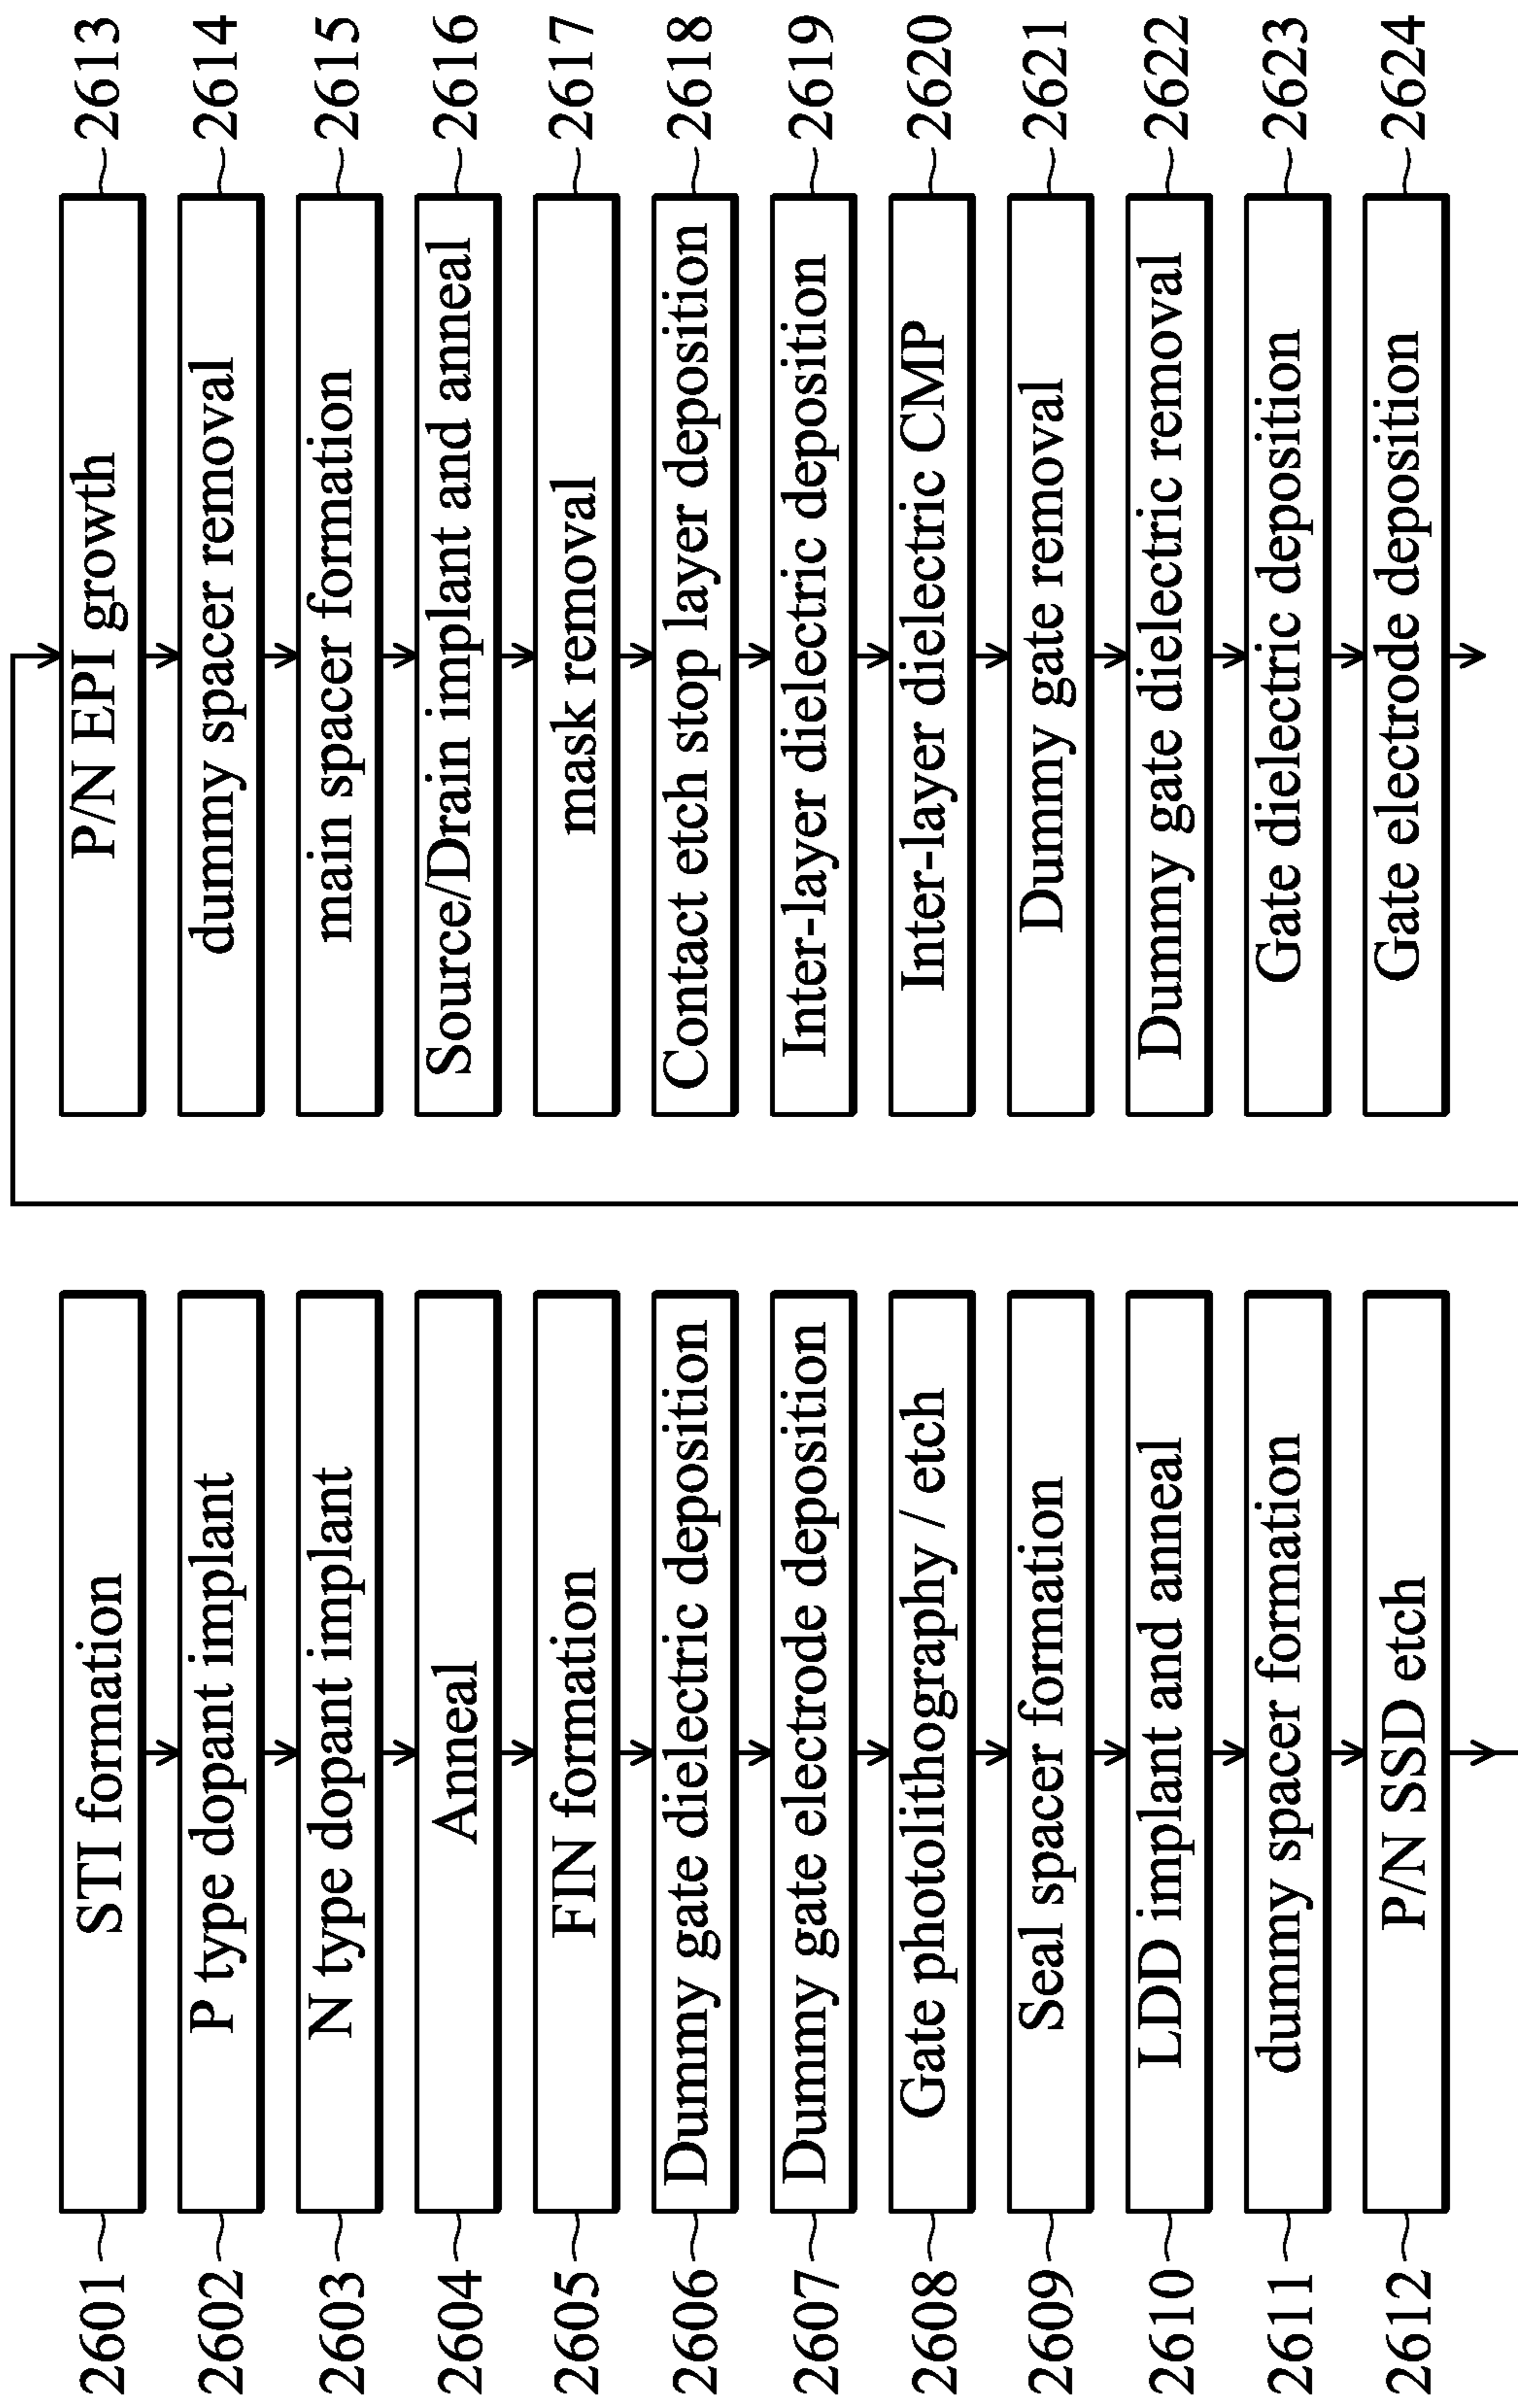 2601 STI formation
2602 P type dopant implant
2603 N type dopant implant
2604 Anneal
2605 FIN formation
2606 Dummy gate dielectric deposition
2607 Dummy gate electrode deposition
2608 Gate photolithography / etch
2609 Seal spacer formation
2610 LDD implant and anneal
2611 dummy spacer formation
2612 P/N SSD etch
P/N EPI growth 2613
dummy spacer removal 2614
main spacer formation 2615
Source/Drain implant and anneal 2616
mask removal 2617
Contact etch stop layer deposition 2618
Inter-layer dielectric deposition 2619
Inter-layer dielectric CMP 2620
Dummy gate removal 2621
Dummy gate dielectric removal 2622
Gate dielectric deposition 2623
Gate electrode deposition 2624